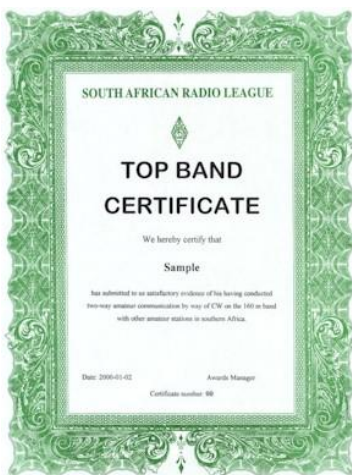 SOUTH AFRICAN RADIO LEAGUE
TOP BAND
CERTIFICATE
We hereby certify that
Sample
has submitted to us satisfactory evidence of his having conducted
two-way amateur communication by way of CW on the 160 m band
with other amateur stations in southern Africa.
Date: 2000-01-02 Awards Manager
Certificate number: 00